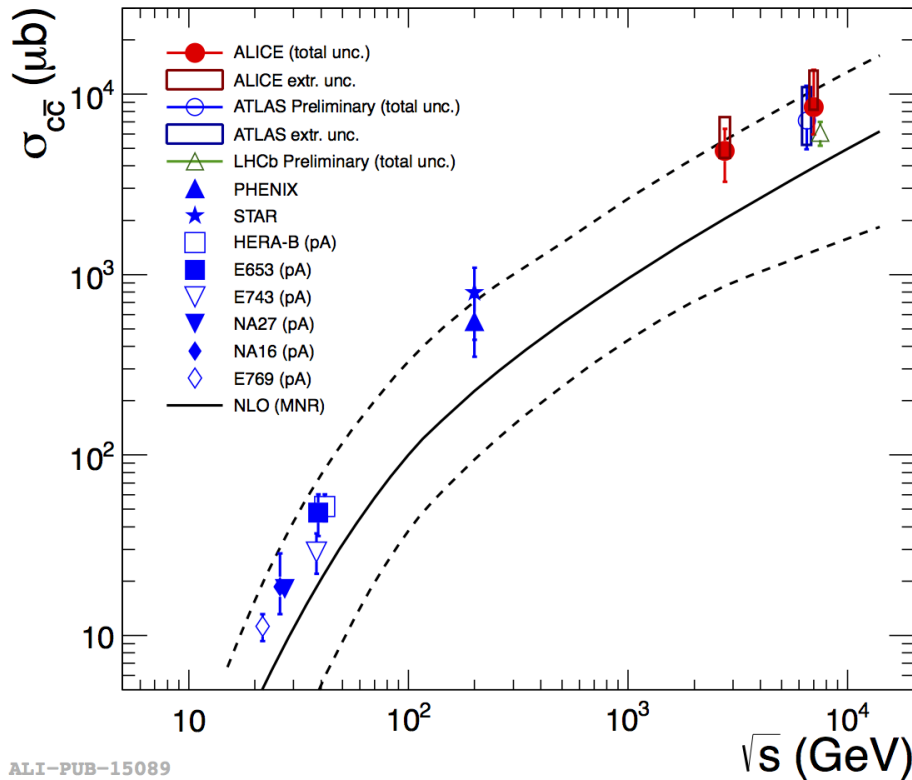 σcc̄ (μb)
10⁴
10³
10²
10
ALICE (total unc.)
ALICE extr. unc.
ATLAS Preliminary (total unc.)
ATLAS extr. unc.
LHCb Preliminary (total unc.)
PHENIX
STAR
HERA-B (pA)
E653 (pA)
E743 (pA)
NA27 (pA)
NA16 (pA)
E769 (pA)
NLO (MNR)
10 10² 10³ 10⁴
√s (GeV)
ALI-PUB-15089